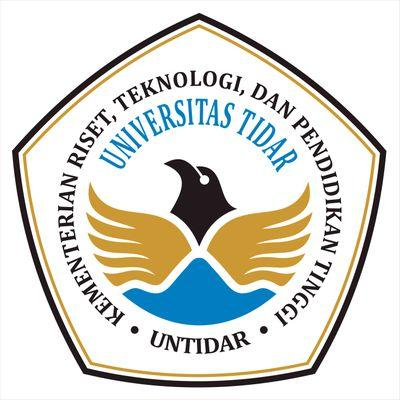 KEMENTERIAN RISET, TEKNOLOGI, DAN PENDIDIKAN TINGGI
UNIVERSITAS TIDAR
• UNTIDAR •